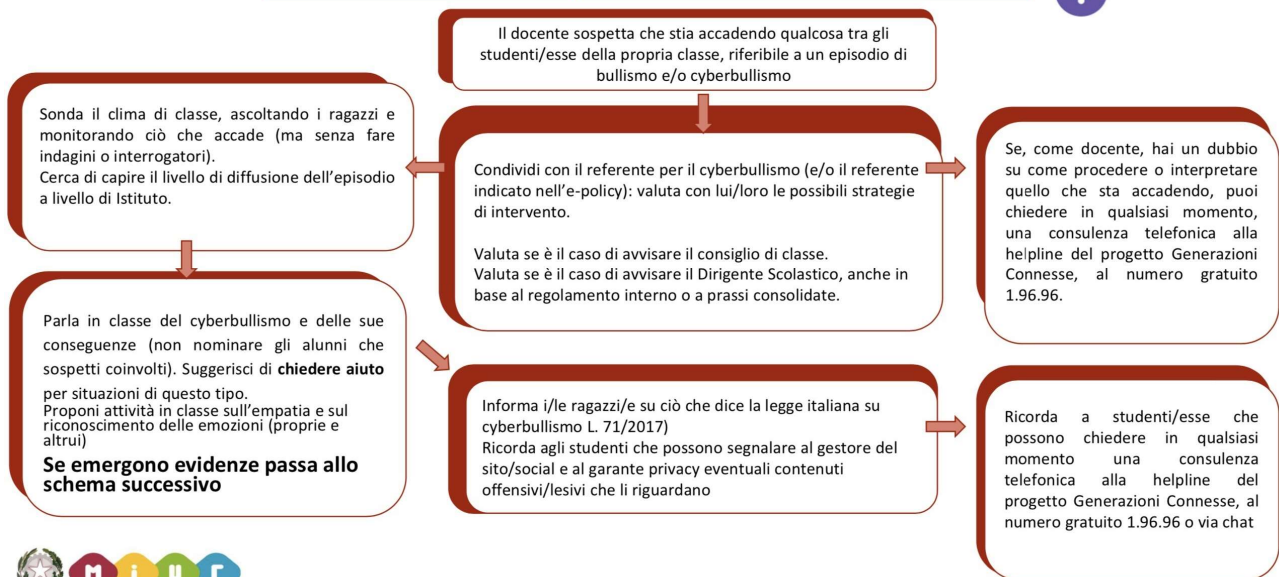 Il docente sospetta che stia accadendo qualcosa tra gli
studenti/esse della propria classe, riferibile a un episodio di
bullismo e/o cyberbullismo
Sonda il clima di classe, ascoltando i ragazzi e
monitorando ciò che accade (ma senza fare
indagini o interrogatori).
Cerca di capire il livello di diffusione dell'episodio
a livello di Istituto.
Condividi con il referente per il cyberbullismo (e/o il referente
indicato nell'e-policy): valuta con lui/loro le possibili strategie
di intervento.
Valuta se è il caso di avvisare il consiglio di classe.
Valuta se è il caso di avvisare il Dirigente Scolastico, anche in
base al regolamento interno o a prassi consolidate.
Se, come docente, hai un dubbio
su come procedere o interpretare
quello che sta accadendo, puoi
chiedere in qualsiasi momento,
una consulenza telefonica alla
helpline del progetto Generazioni
Connesse, al numero gratuito
1.96.96.
Parla in classe del cyberbullismo e delle sue
conseguenze (non nominare gli alunni che
sospetti coinvolti). Suggerisci di chiedere aiuto
per situazioni di questo tipo.
Proponi attività in classe sull'empatia e sul
riconoscimento delle emozioni (proprie e
altrui)
Se emergono evidenze passa allo
schema successivo
Informa i/le ragazzi/e su ciò che dice la legge italiana su
cyberbullismo L. 71/2017)
Ricorda agli studenti che possono segnalare al gestore del
sito/social e al garante privacy eventuali contenuti
offensivi/lesivi che li riguardano
Ricorda a studenti/esse che
possono chiedere in qualsiasi
momento una consulenza
telefonica alla helpline del
progetto Generazioni Connesse, al
numero gratuito 1.96.96 o via chat